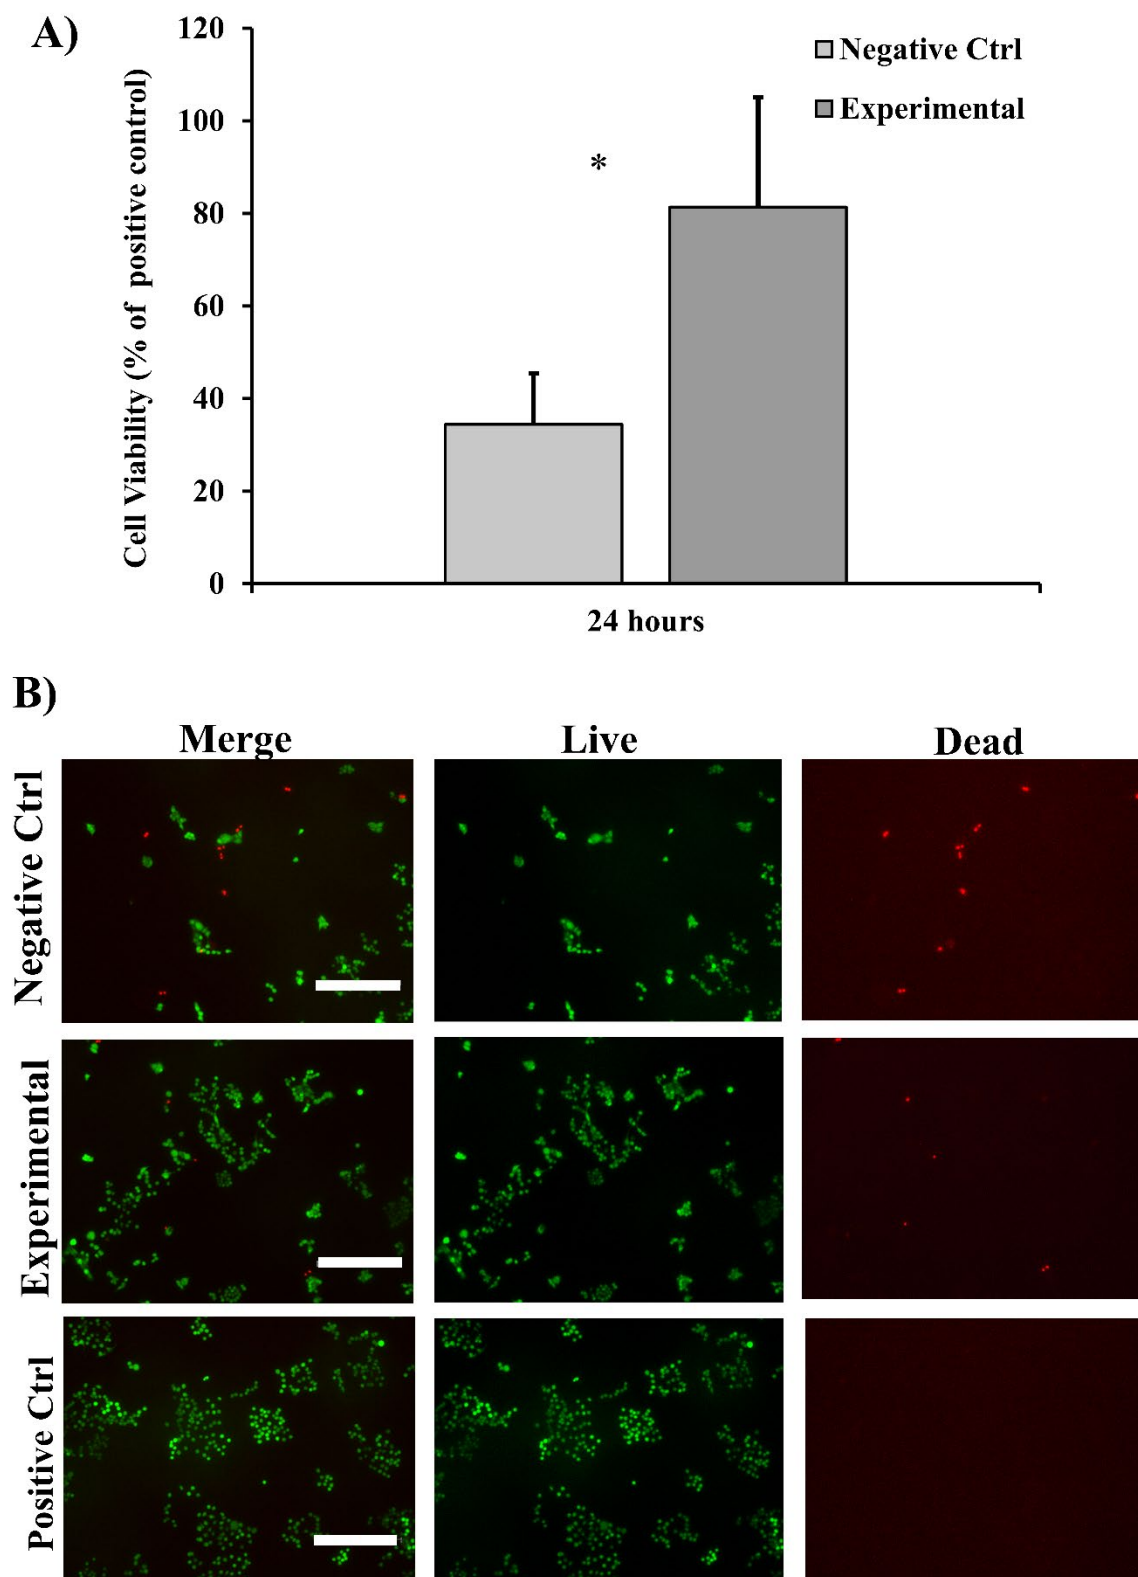 A)
120
100
80
60
40
20
0
Cell Viability (% of positive control)
Negative Ctrl
Experimental
*
24 hours
B)
Merge Live Dead
Negative Ctrl
Experimental
Positive Ctrl